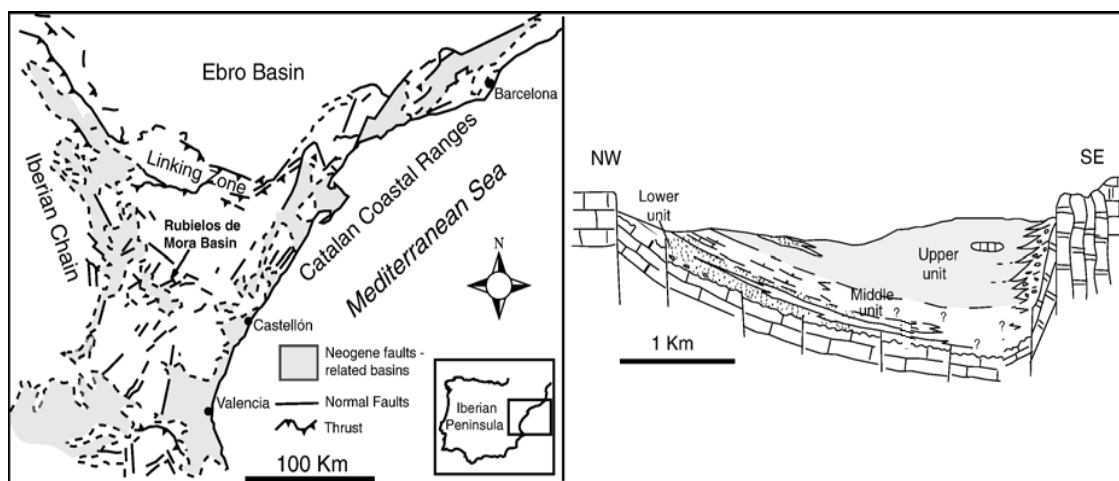 Ebro Basin
Barcelona
Linking Zone
Catalan Coastal Ranges
Iberian Chain
Rubielos de
Mora Basin
Mediterranean Sea
N
Castellón
Neogene faults -
related basins
Valencia
Normal Faults
Thrust
100 Km
Iberian
Peninsula
NW
SE
Lower
unit
Upper
unit
Middle
unit
?
?
?
?
1 Km